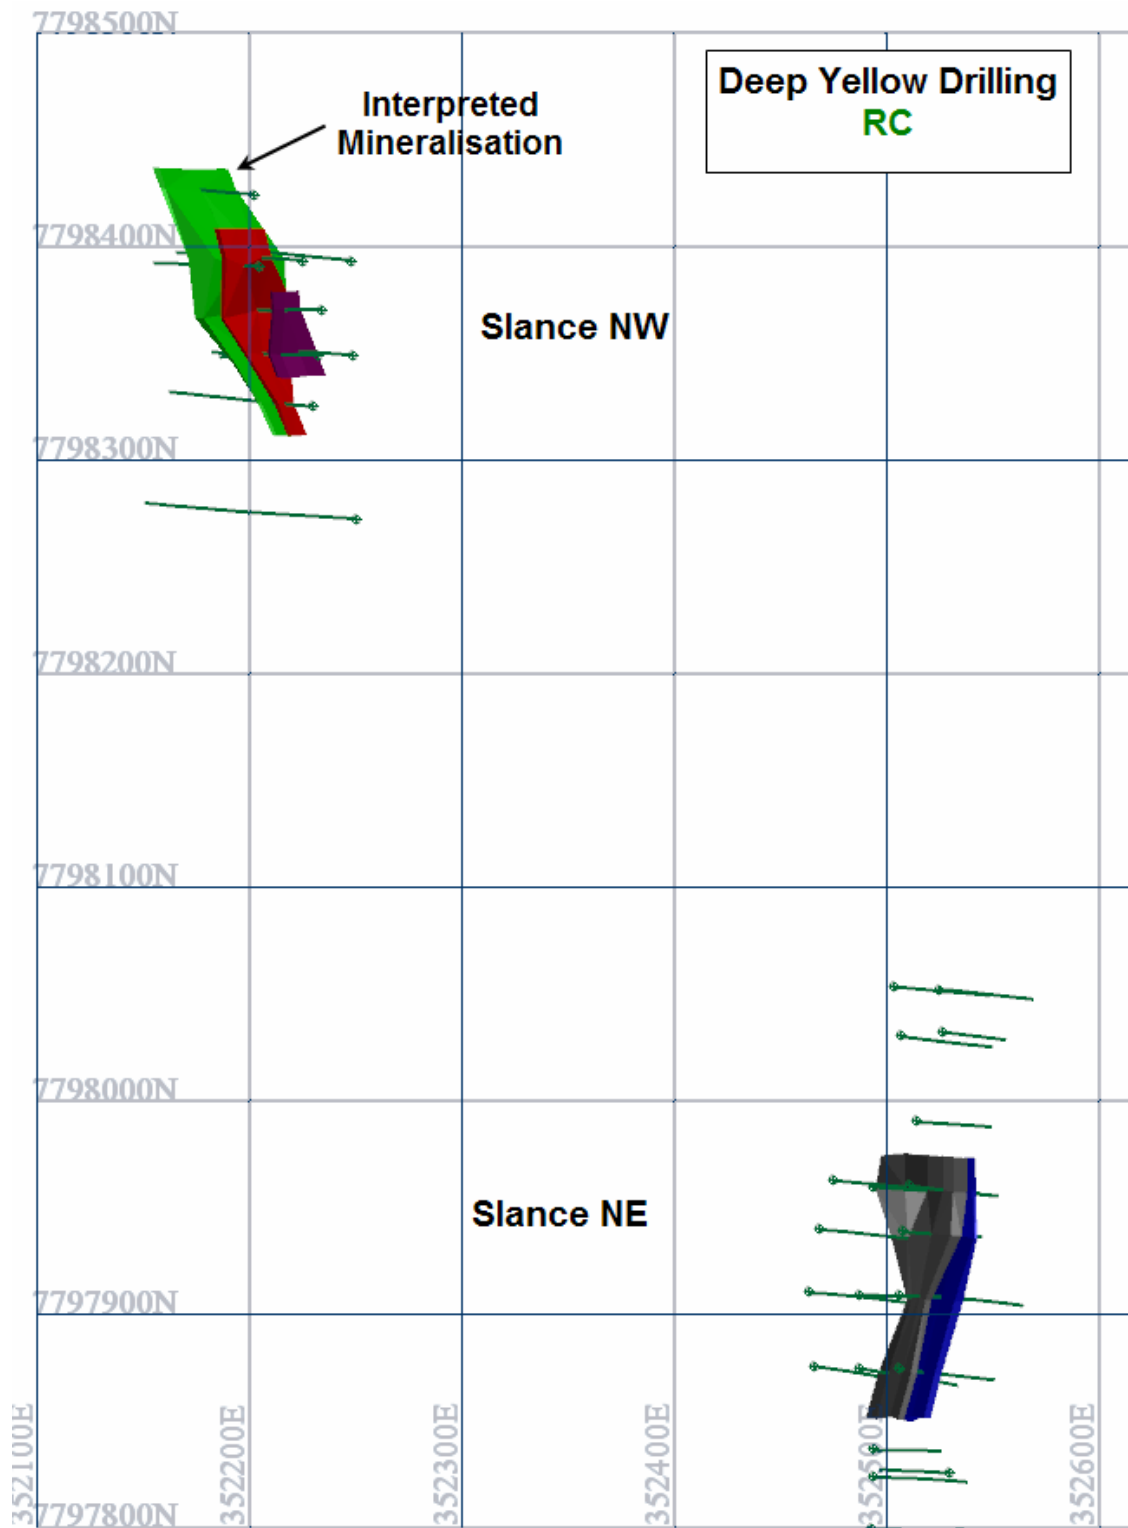 7798500N
Deep Yellow Drilling
RC
Interpreted
Mineralisation
7798400N
Slance NW
7798300N
7798200N
7798100N
7798000N
Slance NE
7797900N
352100E
352200E
352300E
352400E
352500E
352600E
7797800N